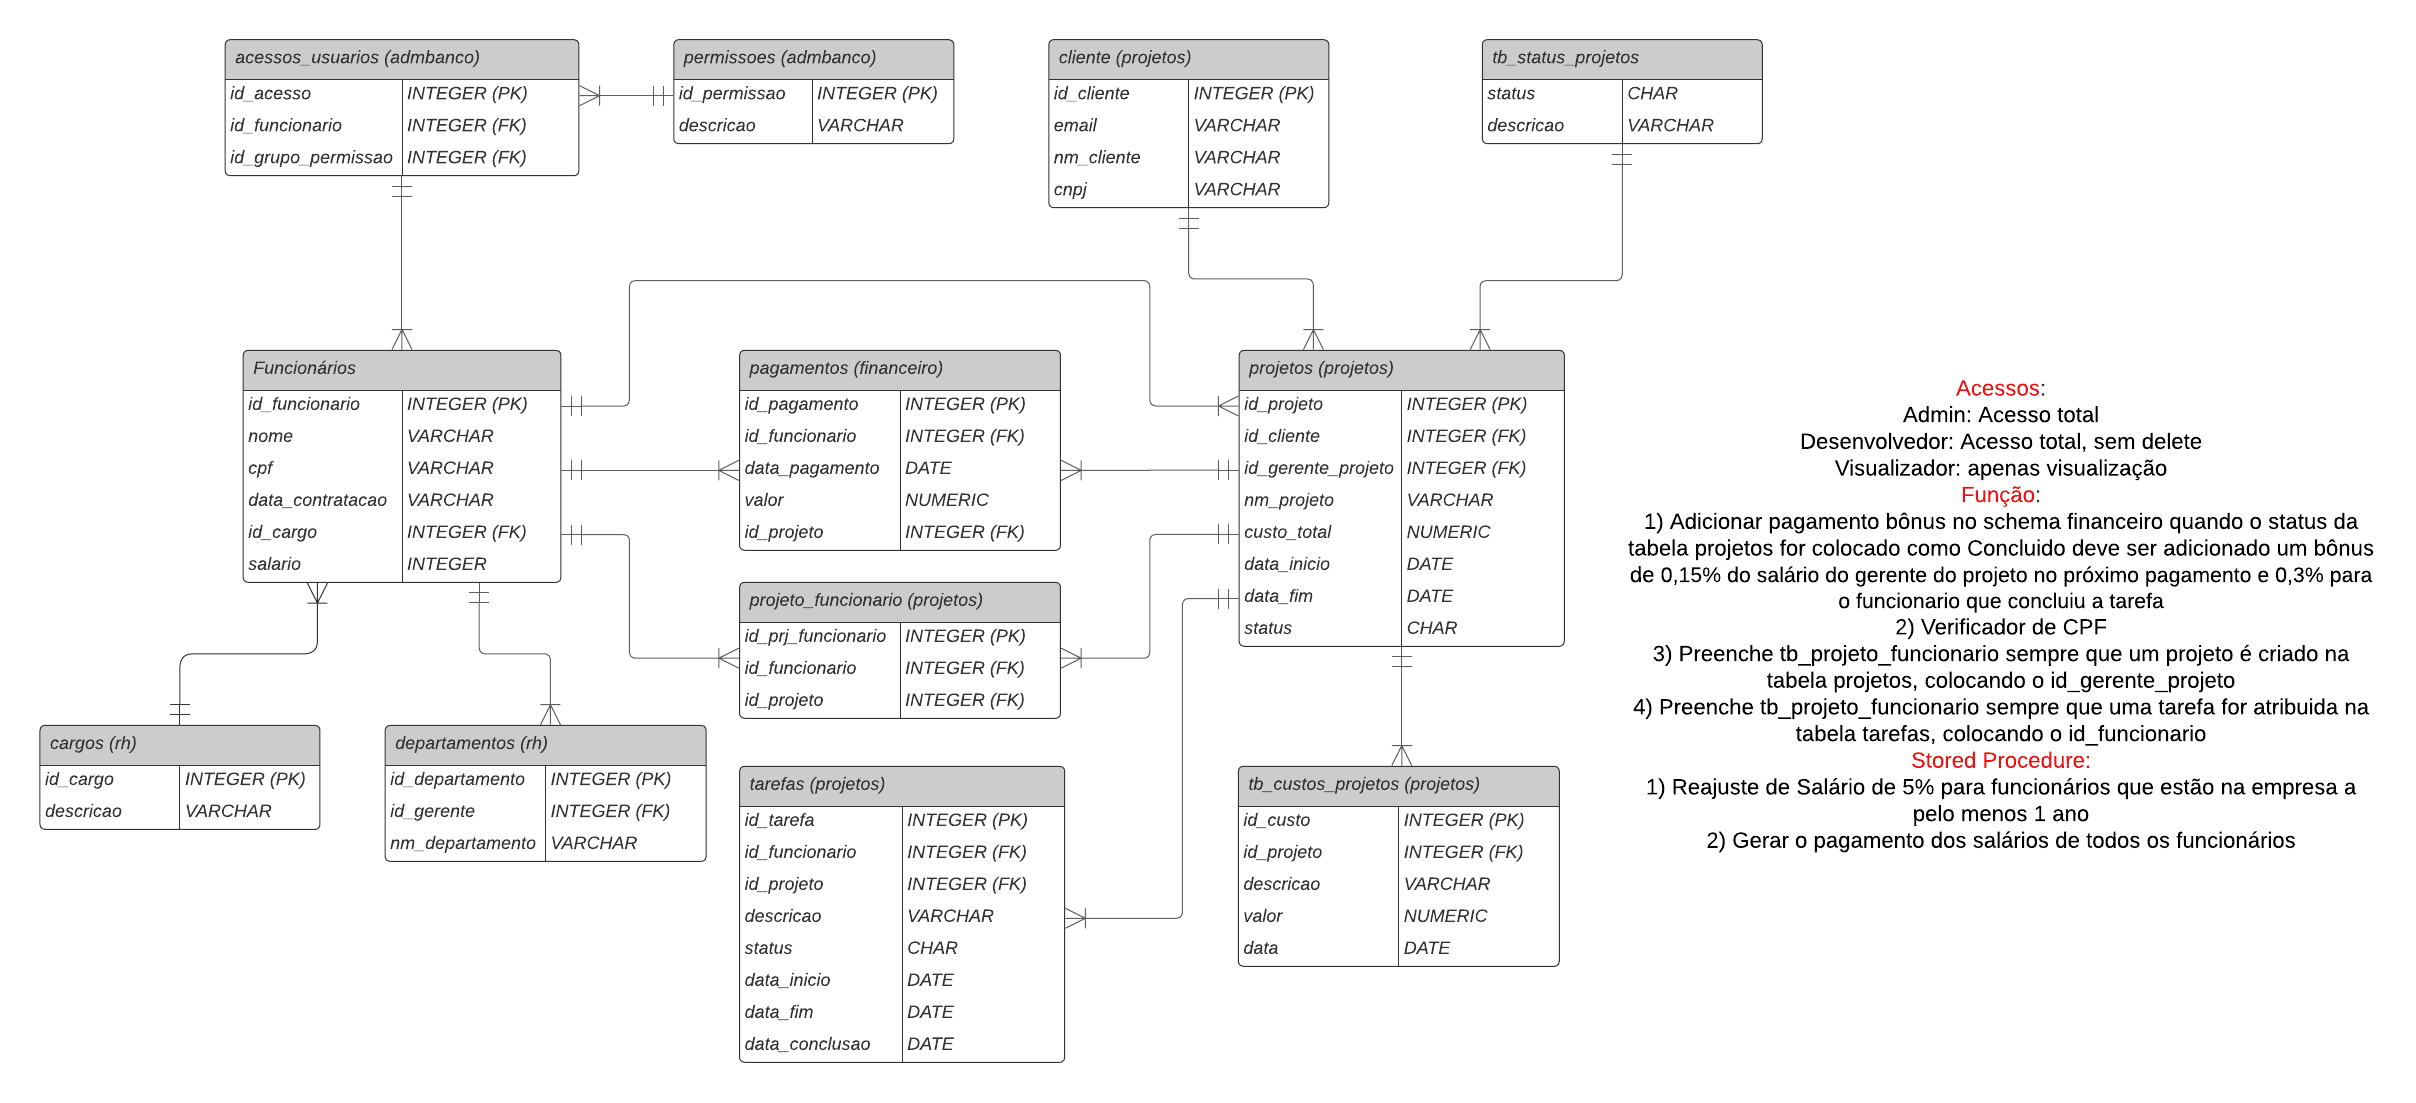 acessos_usuarios (admbanco)
id_acesso INTEGER (PK)
id_funcionario INTEGER (FK)
id_grupo_permissao INTEGER (FK)
permissoes (admbanco)
id_permissao INTEGER (PK)
descricao VARCHAR
cliente (projetos)
id_cliente INTEGER (PK)
email VARCHAR
nm_cliente VARCHAR
cnpj VARCHAR
tb_status_projetos
status CHAR
descricao VARCHAR
Funcionários
id_funcionario INTEGER (PK)
nome VARCHAR
cpf VARCHAR
data_contratacao VARCHAR
id_cargo INTEGER (FK)
salario INTEGER
pagamentos (financeiro)
id_pagamento INTEGER (PK)
id_funcionario INTEGER (FK)
data_pagamento DATE
valor NUMERIC
id_projeto INTEGER (FK)
projetos (projetos)
id_projeto INTEGER (PK)
id_cliente INTEGER (FK)
id_gerente_projeto INTEGER (FK)
nm_projeto VARCHAR
custo_total NUMERIC
data_inicio DATE
data_fim DATE
status CHAR
projeto_funcionario (projetos)
id_prj_funcionario INTEGER (PK)
id_funcionario INTEGER (FK)
id_projeto INTEGER (FK)
cargos (rh)
id_cargo INTEGER (PK)
descricao VARCHAR
departamentos (rh)
id_departamento INTEGER (PK)
id_gerente INTEGER (FK)
nm_departamento VARCHAR
tarefas (projetos)
id_tarefa INTEGER (PK)
id_funcionario INTEGER (FK)
id_projeto INTEGER (FK)
descricao VARCHAR
status CHAR
data_inicio DATE
data_fim DATE
data_conclusao DATE
tb_custos_projetos (projetos)
id_custo INTEGER (PK)
id_projeto INTEGER (FK)
descricao VARCHAR
valor NUMERIC
data DATE
Acessos:
Admin: Acesso total
Desenvolvedor: Acesso total, sem delete
Visualizador: apenas visualização
Função:
1) Adicionar pagamento bônus no schema financeiro quando o status da
tabela projetos for colocado como Concluido deve ser adicionado um bônus
de 0,15% do salário do gerente do projeto no próximo pagamento e 0,3% para
o funcionario que concluiu a tarefa
2) Verificador de CPF
3) Preenche tb_projeto_funcionario sempre que um projeto é criado na
tabela projetos, colocando o id_gerente_projeto
4) Preenche tb_projeto_funcionario sempre que uma tarefa for atribuida na
tabela tarefas, colocando o id_funcionario
Stored Procedure:
1) Reajuste de Salário de 5% para funcionários que estão na empresa a
pelo menos 1 ano
2) Gerar o pagamento dos salários de todos os funcionários